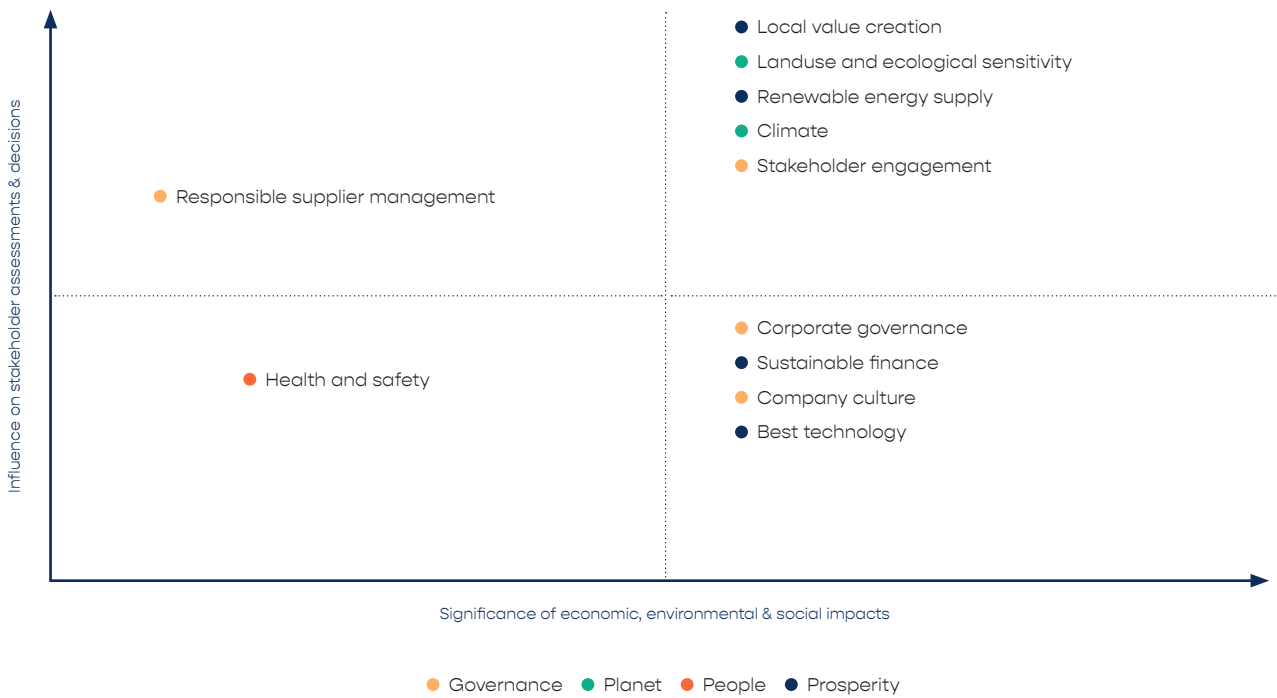 Influence on stakeholder assessments & decisions
Local value creation
Landuse and ecological sensitivity
Renewable energy supply
Climate
Stakeholder engagement
Responsible supplier management
Corporate governance
Sustainable finance
Company culture
Best technology
Health and safety
Significance of economic, environmental & social impacts
Governance Planet People Prosperity